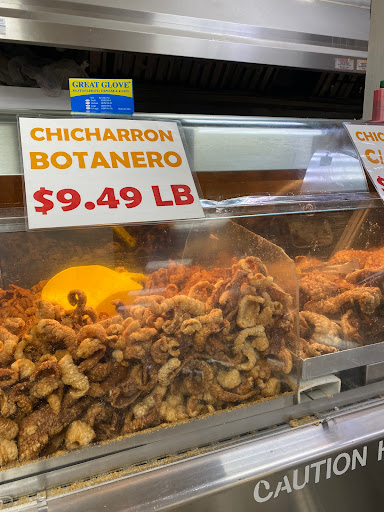 GREAT GLOVE
CHICHARRON
BOTANERO
$9.49 LB
CAUTION